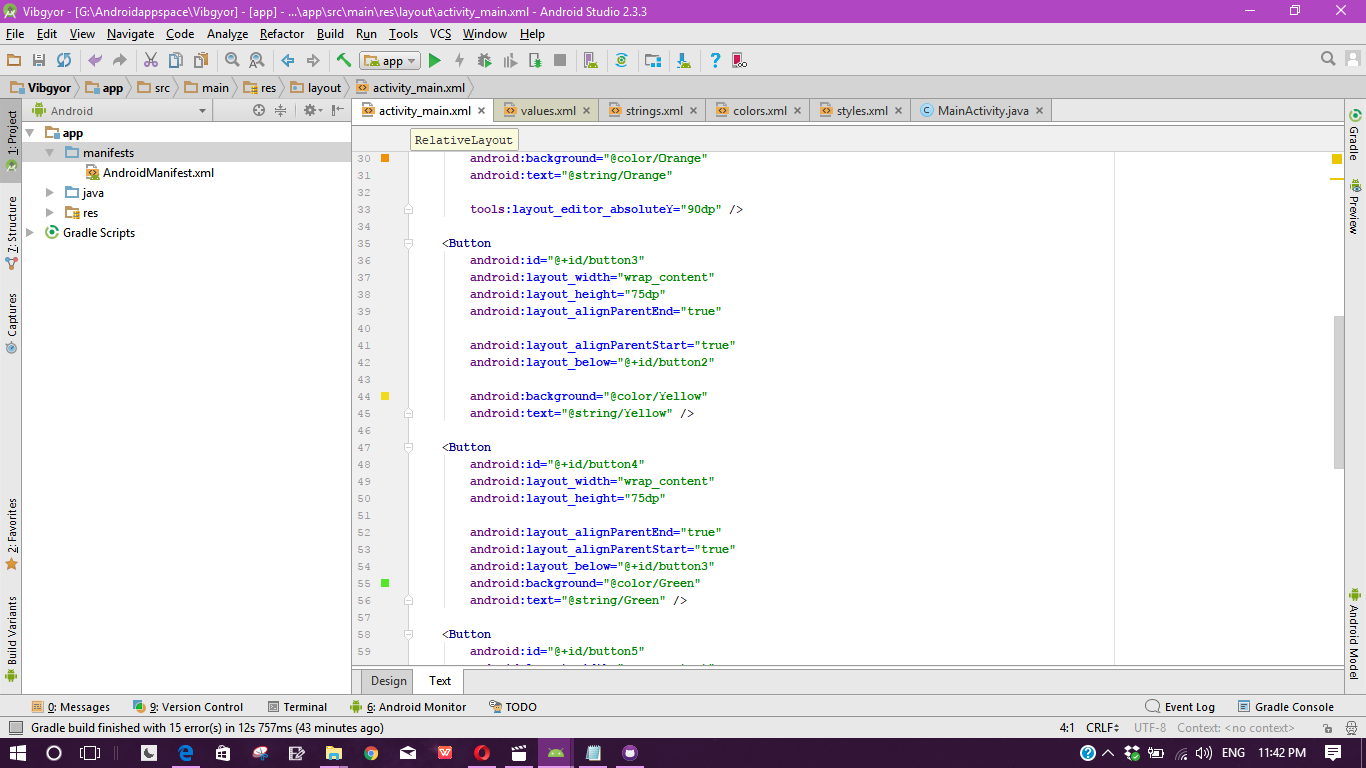 Vibgyor - [G:\Androidappspace\Vibgyor] - [app] - ...\app\src\main\res\layout\activity_main.xml - Android Studio 2.3.3
File Edit View Navigate Code Analyze Refactor Build Run Tools VCS Window Help
app
Vibgyor app src main res layout activity_main.xml
Android
activity_main.xml values.xml strings.xml colors.xml styles.xml MainActivity.java
RelativeLayout
1: Project
7: Structure
Captures
2: Favorites
Build Variants
app
manifests
AndroidManifest.xml
java
res
Gradle Scripts
30 android:background="@color/Orange"
31 android:text="@string/Orange"
32
33 tools:layout_editor_absoluteY="90dp" />
34
35 <Button
36 android:id="@+id/button3"
37 android:layout_width="wrap_content"
38 android:layout_height="75dp"
39 android:layout_alignParentEnd="true"
40
41 android:layout_alignParentStart="true"
42 android:layout_below="@+id/button2"
43
44 android:background="@color/Yellow"
45 android:text="@string/Yellow" />
46
47 <Button
48 android:id="@+id/button4"
49 android:layout_width="wrap_content"
50 android:layout_height="75dp"
51
52 android:layout_alignParentEnd="true"
53 android:layout_alignParentStart="true"
54 android:layout_below="@+id/button3"
55 android:background="@color/Green"
56 android:text="@string/Green" />
57
58 <Button
59 android:id="@+id/button5"
Gradle
Preview
Android Model
Design Text
0: Messages 9: Version Control Terminal 6: Android Monitor TODO Event Log Gradle Console
Gradle build finished with 15 error(s) in 12s 757ms (43 minutes ago) 4:1 CRLF UTF-8 Context: <no context>
ENG 11:42 PM